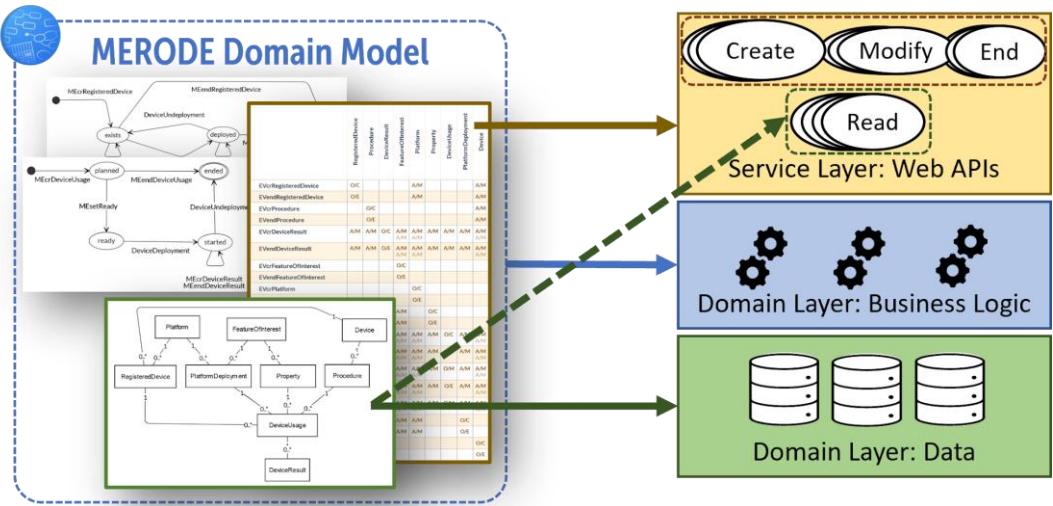 MERODE Domain Model
MEcrRegisteredDevice
MEendRegisteredDevice
DeviceUndeployment
exists
deployed
planned
ended
MEcrDeviceUsage
MEendDeviceUsage
MEsetReady
DeviceUndeployme
ready
DeviceDeployment
started
MEcrDeviceResult
MEendDeviceResult
RegisteredDevice
Procedure
DeviceResult
FeatureOfInterest
Platform
Property
DeviceUsage
PlatformDeployment
Device
EVcrRegisteredDevice O/C A/M A/M
EVendRegisteredDevice O/E A/M A/M
EVcrProcedure O/C A/M
EVendProcedure O/E A/M
EVcrDeviceResult A/M A/M O/C A/M A/M A/M A/M A/M A/M
EVendDeviceResult A/M A/M O/E A/M A/M A/M A/M A/M A/M
EVcrFeatureOfInterest O/C
EVendFeatureOfInterest O/E
EVcrPlatform O/C
O/E
A/M O/C
A/M O/E
Platform
FeatureOfInterest
Device
RegisteredDevice
PlatformDeployment
Property
Procedure
DeviceUsage
DeviceResult
Create
Modify
End
Read
Service Layer: Web APIs
Domain Layer: Business Logic
Domain Layer: Data